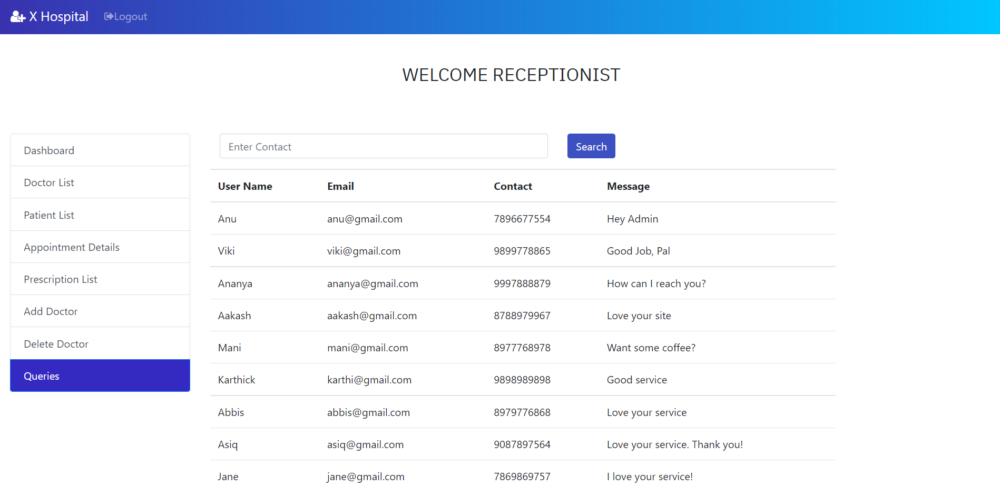 X Hospital Logout
WELCOME RECEPTIONIST
Dashboard
Doctor List
Patient List
Appointment Details
Prescription List
Add Doctor
Delete Doctor
Queries
Enter Contact Search
User Name Email Contact Message
Anu anu@gmail.com 7896677554 Hey Admin
Viki viki@gmail.com 9899778865 Good Job, Pal
Ananya ananya@gmail.com 9997888879 How can I reach you?
Aakash aakash@gmail.com 8788979967 Love your site
Mani mani@gmail.com 8977768978 Want some coffee?
Karthick karthi@gmail.com 9898989898 Good service
Abbis abbis@gmail.com 8979776868 Love your service
Asiq asiq@gmail.com 9087897564 Love your service. Thank you!
Jane jane@gmail.com 7869869757 I love your service!